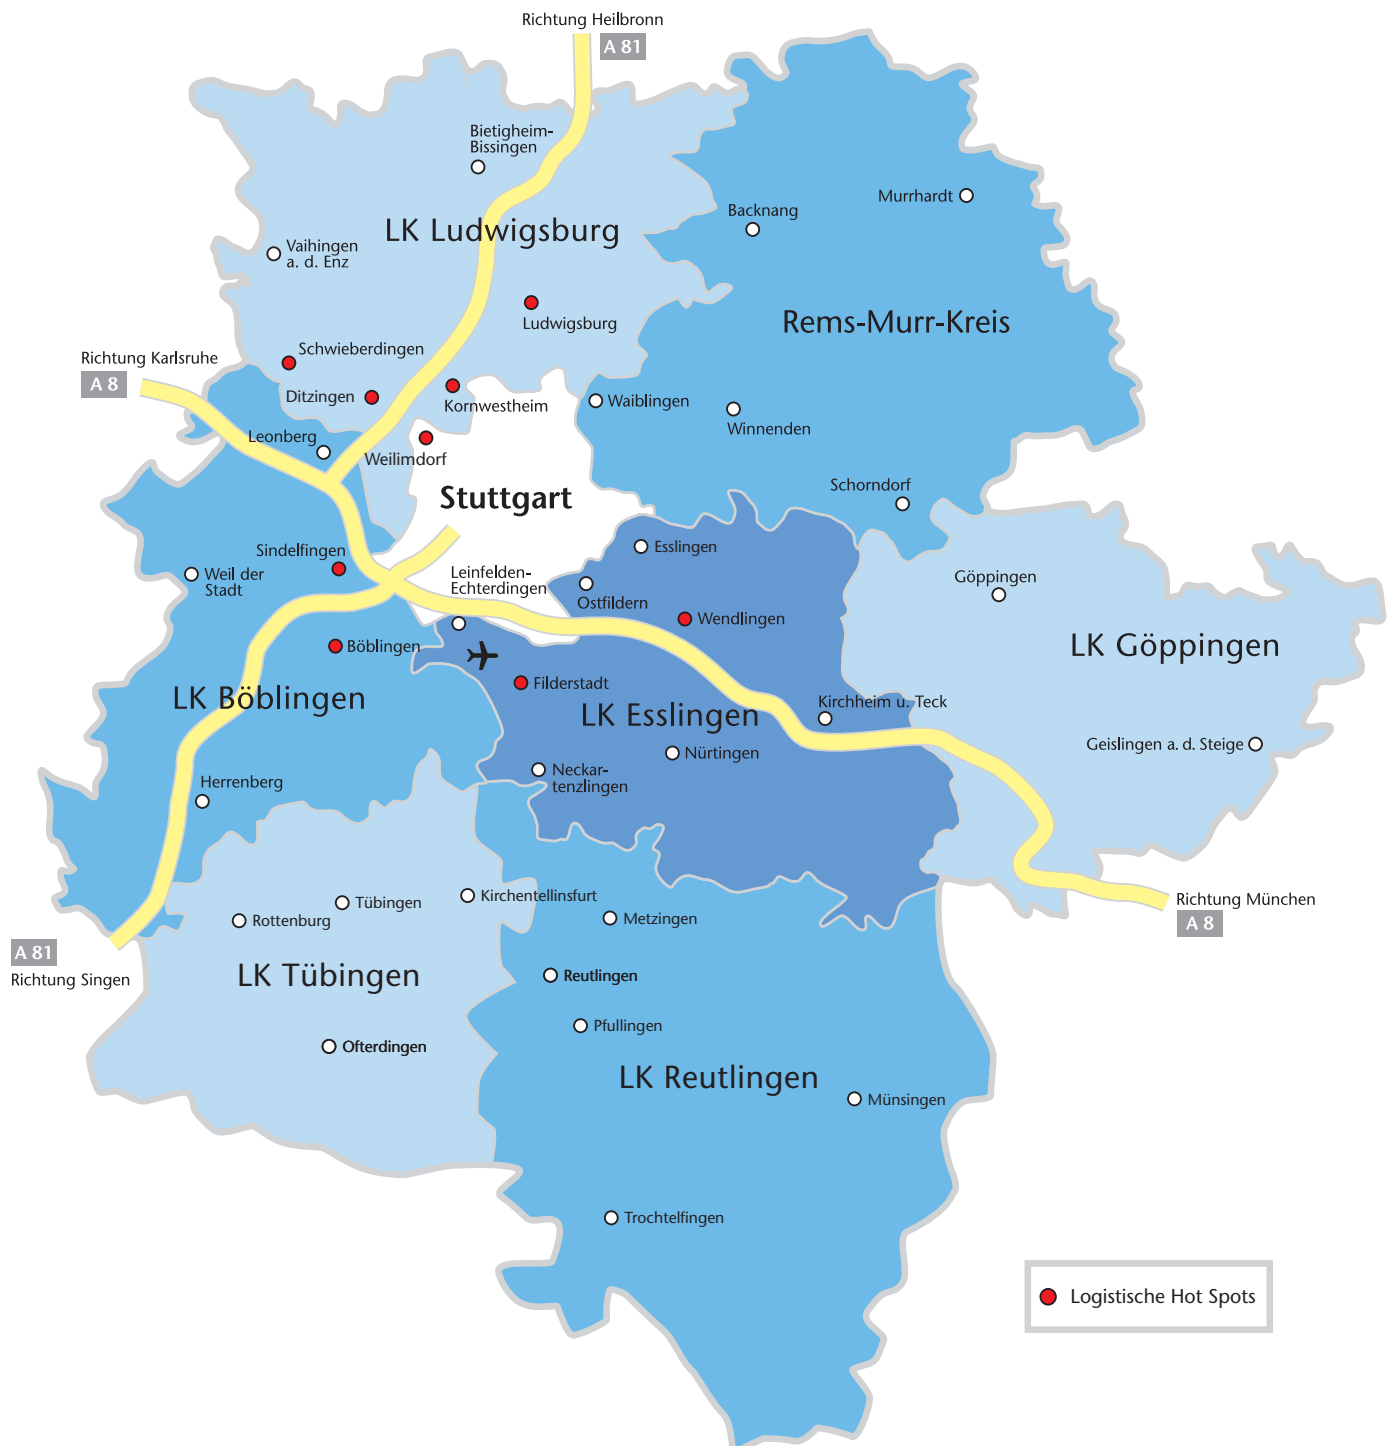 Richtung Heilbronn
A 81
Bietigheim-
Bissingen
Murrhardt
Backnang
LK Ludwigsburg
Vaihingen
a. d. Enz
Ludwigsburg
Rems-Murr-Kreis
Schwieberdingen
Richtung Karlsruhe
A 8
Ditzingen
Kornwestheim
Waiblingen
Winnenden
Leonberg
Weilimdorf
Schorndorf
Stuttgart
Sindelfingen
Esslingen
Weil der
Stadt
Leinfelden-
Echterdingen
Göppingen
Ostfildern
Wendlingen
Böblingen
LK Göppingen
Filderstadt
LK Böblingen
LK Esslingen
Kirchheim u. Teck
Geislingen a. d. Steige
Nürtingen
Neckar-
tenzlingen
Herrenberg
Kirchentellinsfurt
Tübingen
Rottenburg
Metzingen
Richtung München
A 8
A 81
Richtung Singen
LK Tübingen
Reutlingen
Pfullingen
Ofterdingen
LK Reutlingen
Münsingen
Trochtelfingen
Logistische Hot Spots